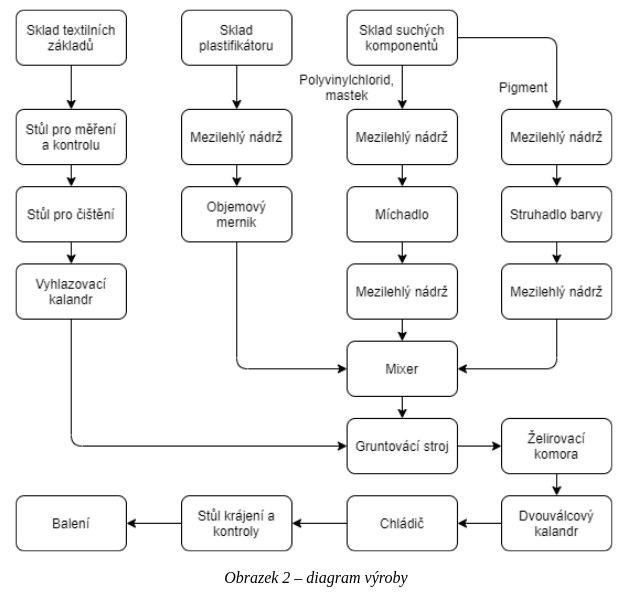 Sklad textilních
základů
Sklad
plastifikátoru
Sklad suchých
komponentů
Polyvinylchlorid,
mastek
Pigment
Stůl pro měření
a kontrolu
Mezilehlý nádrž
Mezilehlý nádrž
Mezilehlý nádrž
Stůl pro čištění
Objemový
mernik
Míchadlo
Struhadlo barvy
Vyhlazovací
kalandr
Mezilehlý nádrž
Mezilehlý nádrž
Mixer
Gruntovácí stroj
Želirovací
komora
Balení
Stůl krájení a
kontroly
Chládič
Dvouválcový
kalandr
Obrazek 2 – diagram výroby